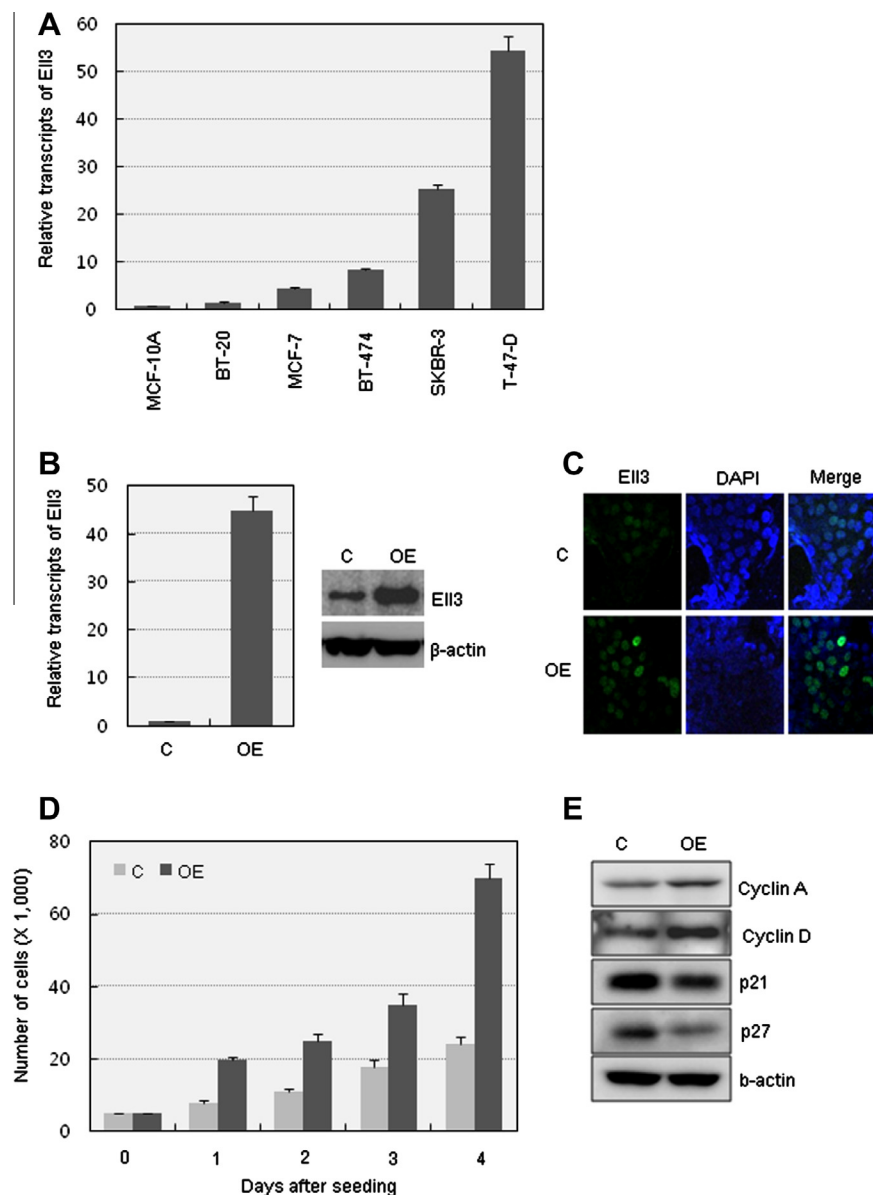 A
Relative transcripts of Ell3
60
50
40
30
20
10
0
MCF-10A
BT-20
MCF-7
BT-474
SKBR-3
T-47-D
B
Relative transcripts of Ell3
50
40
30
20
10
0
C
OE
C OE
Ell3
β-actin
C
Ell3 DAPI Merge
C
OE
D
Number of cells (X 1,000)
80
60
40
20
0
C OE
0 1 2 3 4
Days after seeding
E
C OE
Cyclin A
Cyclin D
p21
p27
b-actin